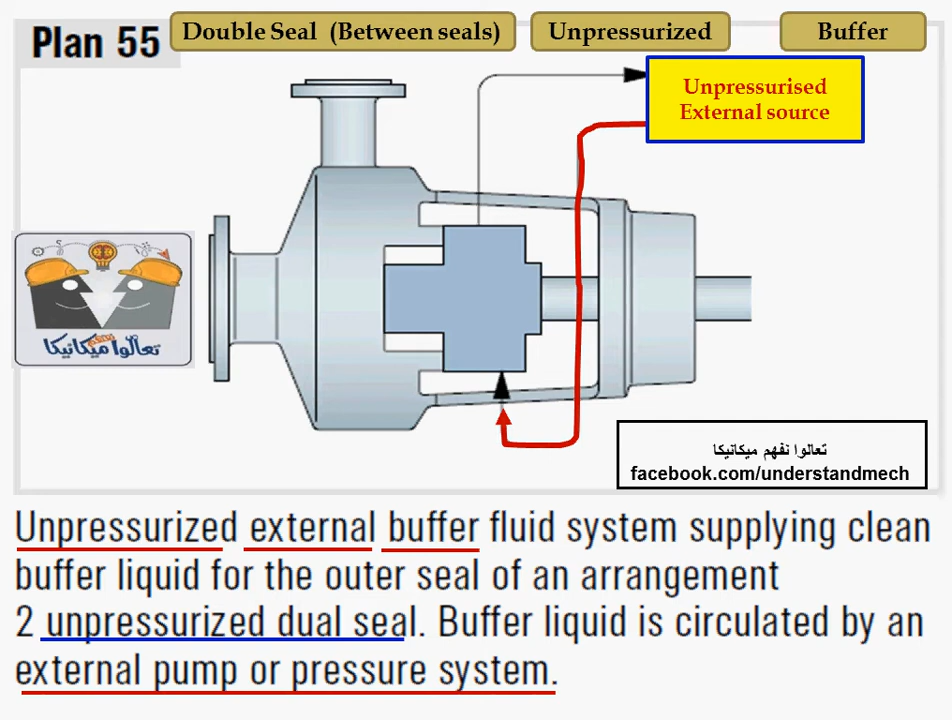 Plan 55
Double Seal (Between seals)
Unpressurized
Buffer
Unpressurised
External source
تعالوا نفهم ميكانيكا
تعالوا نفهم ميكانيكا
facebook.com/understandmech
Unpressurized external buffer fluid system supplying clean
buffer liquid for the outer seal of an arrangement
2 unpressurized dual seal. Buffer liquid is circulated by an
external pump or pressure system.